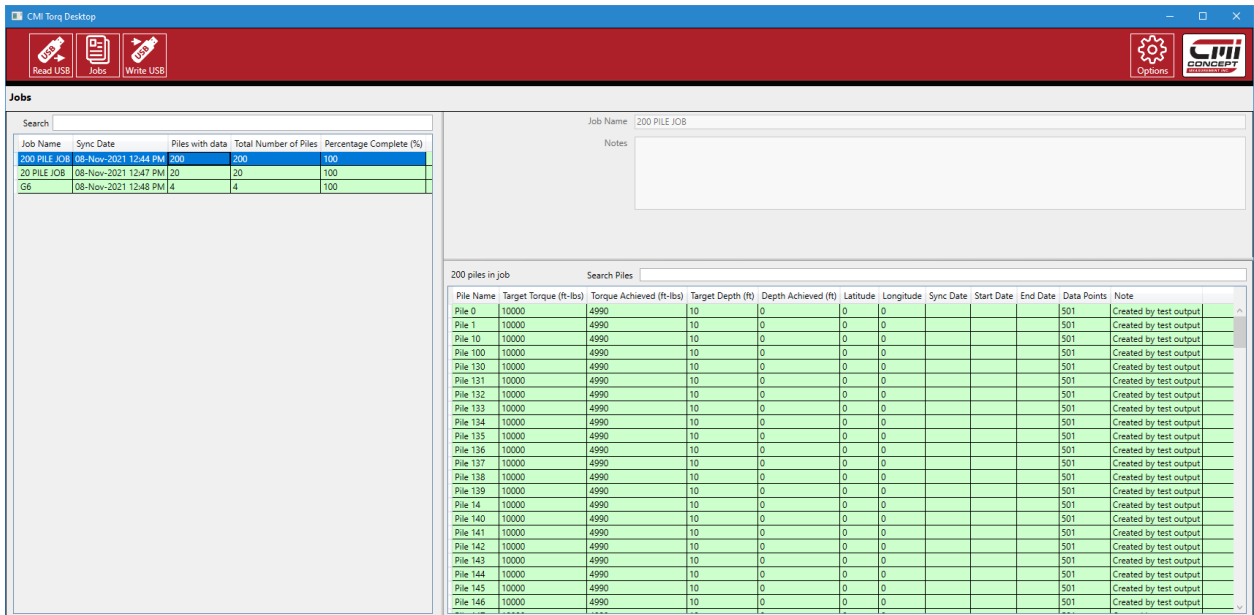 CMI Torq Desktop
USB USB
Read USB Jobs Write USB Options
CMI
CONCEPT
MEASUREMENT INC.
Jobs
Search
Job Name Sync Date Piles with data Total Number of Piles Percentage Complete (%)
200 PILE JOB 08-Nov-2021 12:44 PM 200 200 100
20 PILE JOB 08-Nov-2021 12:47 PM 20 20 100
G6 08-Nov-2021 12:48 PM 4 4 100
Job Name 200 PILE JOB
Notes
200 piles in job Search Piles
Pile Name Target Torque (ft-lbs) Torque Achieved (ft-lbs) Target Depth (ft) Depth Achieved (ft) Latitude Longitude Sync Date Start Date End Date Data Points Note
Pile 0 10000 4990 10 0 0 0 501 Created by test output
Pile 1 10000 4990 10 0 0 0 501 Created by test output
Pile 10 10000 4990 10 0 0 0 501 Created by test output
Pile 100 10000 4990 10 0 0 0 501 Created by test output
Pile 130 10000 4990 10 0 0 0 501 Created by test output
Pile 131 10000 4990 10 0 0 0 501 Created by test output
Pile 132 10000 4990 10 0 0 0 501 Created by test output
Pile 133 10000 4990 10 0 0 0 501 Created by test output
Pile 134 10000 4990 10 0 0 0 501 Created by test output
Pile 135 10000 4990 10 0 0 0 501 Created by test output
Pile 136 10000 4990 10 0 0 0 501 Created by test output
Pile 137 10000 4990 10 0 0 0 501 Created by test output
Pile 138 10000 4990 10 0 0 0 501 Created by test output
Pile 139 10000 4990 10 0 0 0 501 Created by test output
Pile 14 10000 4990 10 0 0 0 501 Created by test output
Pile 140 10000 4990 10 0 0 0 501 Created by test output
Pile 141 10000 4990 10 0 0 0 501 Created by test output
Pile 142 10000 4990 10 0 0 0 501 Created by test output
Pile 143 10000 4990 10 0 0 0 501 Created by test output
Pile 144 10000 4990 10 0 0 0 501 Created by test output
Pile 145 10000 4990 10 0 0 0 501 Created by test output
Pile 146 10000 4990 10 0 0 0 501 Created by test output